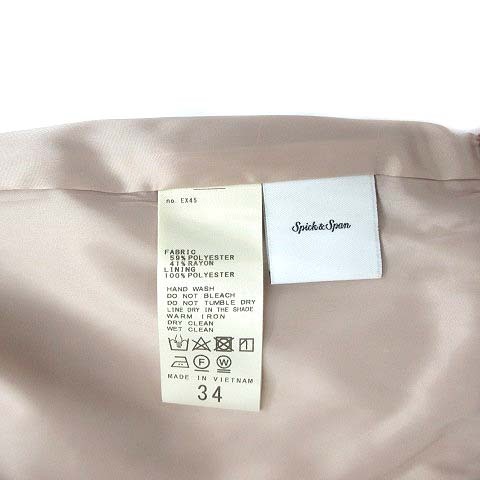 no. EX45
Spick & Span
FABRIC
59% POLYESTER
41% RAYON
LINING
100% POLYESTER
HAND WASH
DO NOT BLEACH
DO NOT TUMBLE DRY
LINE DRY IN THE SHADE
WARM IRON
DRY CLEAN
WET CLEAN
F W
MADE IN VIETNAM
34